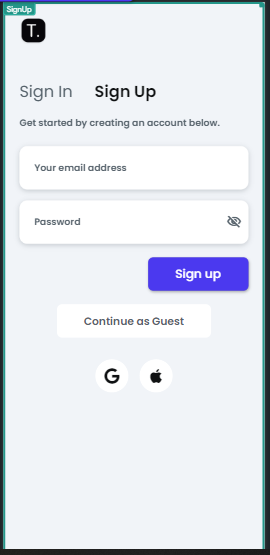 SignUp
T.
Sign In Sign Up
Get started by creating an account below.
Your email address
Password
Sign up
Continue as Guest
G